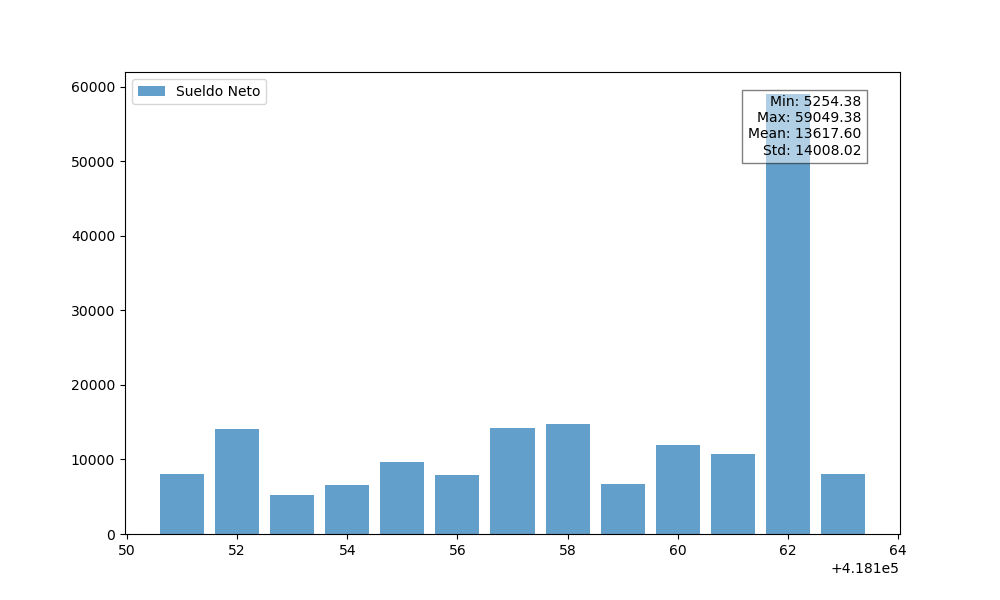 Sueldo Neto
Min: 5254.38
Max: 59049.38
Mean: 13617.60
Std: 14008.02
60000
50000
40000
30000
20000
10000
0
50 52 54 56 58 60 62 64
+4.181e5